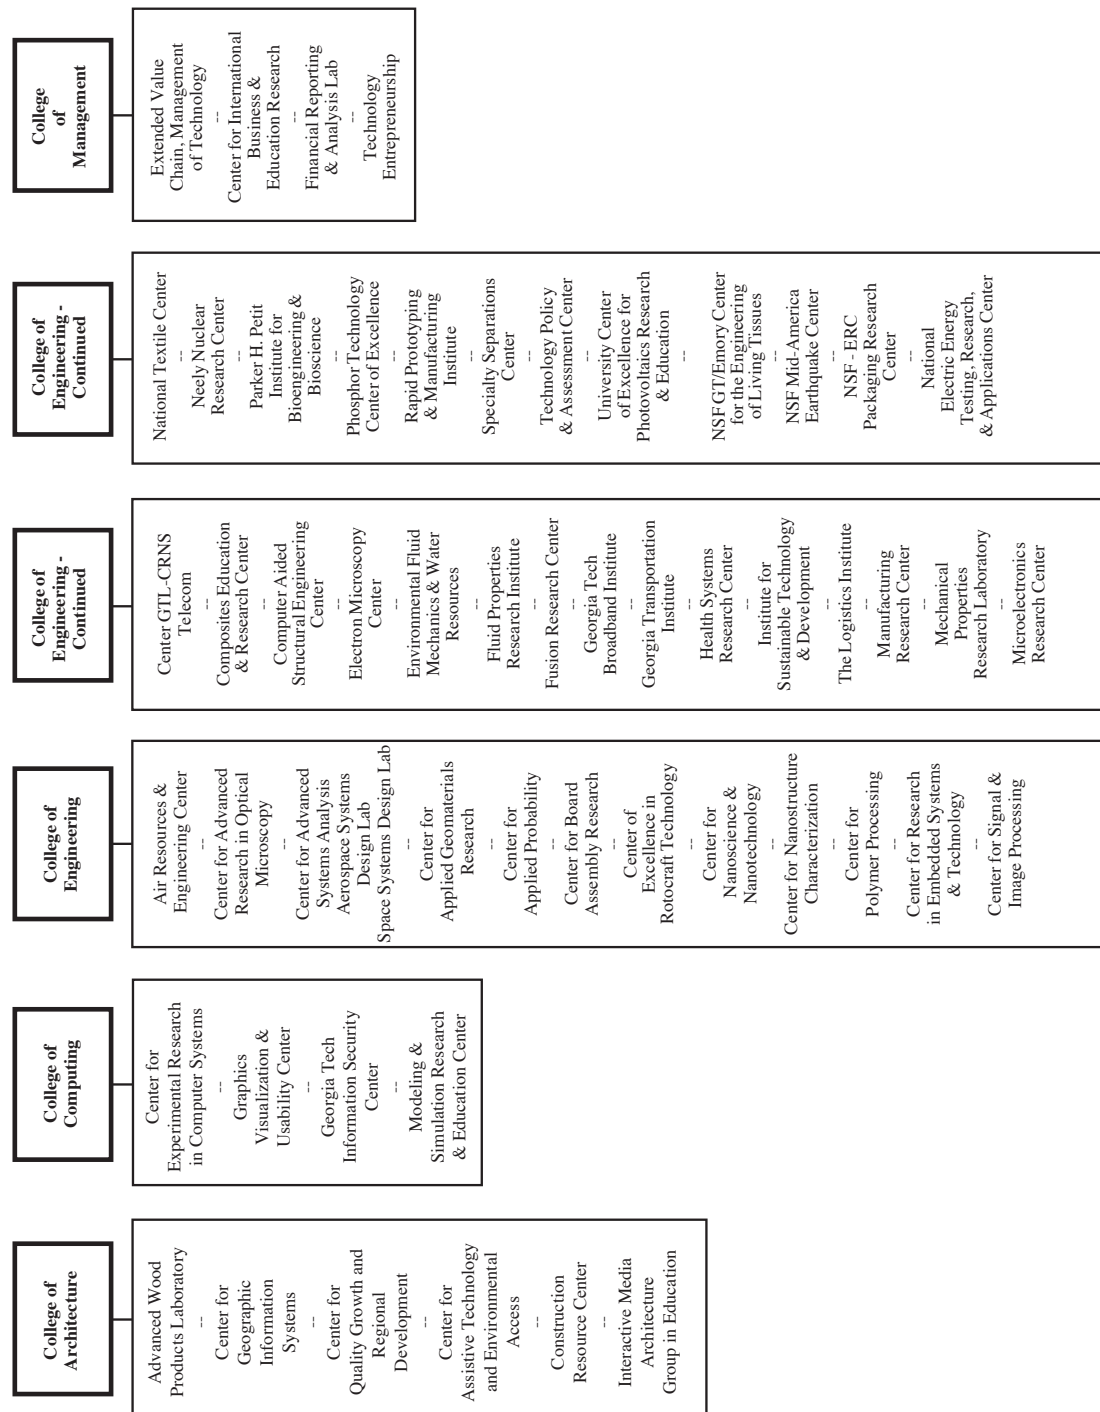 College of
Architecture
Advanced Wood
Products Laboratory
--
Center for
Geographic
Information
Systems
--
Center for
Quality Growth and
Regional
Development
--
Center for
Assistive Technology
and Environmental
Access
--
Construction
Resource Center
--
Interactive Media
Architecture
Group in Education
College of
Computing
Center for
Experimental Research
in Computer Systems
--
Graphics
Visualization &
Usability Center
--
Georgia Tech
Information Security
Center
--
Modeling &
Simulation Research
& Education Center
College of
Engineering
Air Resources &
Engineering Center
--
Center for Advanced
Research in Optical
Microscopy
--
Center for Advanced
Systems Analysis
Aerospace Systems
Design Lab
Space Systems Design Lab
--
Center for
Applied Geomaterials
Research
--
Center for
Applied Probability
--
Center for Board
Assembly Research
--
Center of
Excellence in
Rotocraft Technology
--
Center for
Nanoscience &
Nanotechnology
--
Center for Nanostructure
Characterization
--
Center for
Polymer Processing
--
Center for Research
in Embedded Systems
& Technology
--
Center for Signal &
Image Processing
College of
Engineering -
Continued
Center GTL-CRNS
Telecom
--
Composites Education
& Research Center
--
Computer Aided
Structural Engineering
Center
--
Electron Microscopy
Center
--
Environmental Fluid
Mechanics & Water
Resources
--
Fluid Properties
Research Institute
--
Fusion Research Center
--
Georgia Tech
Broadband Institute
--
Georgia Transportation
Institute
--
Health Systems
Research Center
--
Institute for
Sustainable Technology
& Development
--
The Logistics Institute
--
Manufacturing
Research Center
--
Mechanical
Properties
Research Laboratory
--
Microelectronics
Research Center
College of
Engineering -
Continued
National Textile Center
--
Neely Nuclear
Research Center
--
Parker H. Petit
Institute for
Bioengineering &
Bioscience
--
Phosphor Technology
Center of Excellence
--
Rapid Prototyping
& Manufacturing
Institute
--
Specialty Separations
Center
--
Technology Policy
& Assessment Center
--
University Center
of Excellence for
Photovoltaics Research
& Education
--
NSF GT/Emory Center
for the Engineering
of Living Tissues
--
NSF Mid-America
Earthquake Center
--
NSF - ERC
Packaging Research
Center
--
National
Electric Energy
Testing, Research,
& Applications Center
College
of
Management
Extended Value
Chain, Management
of Technology
--
Center for International
Business &
Education Research
--
Financial Reporting
& Analysis Lab
--
Technology
Entrepreneurship